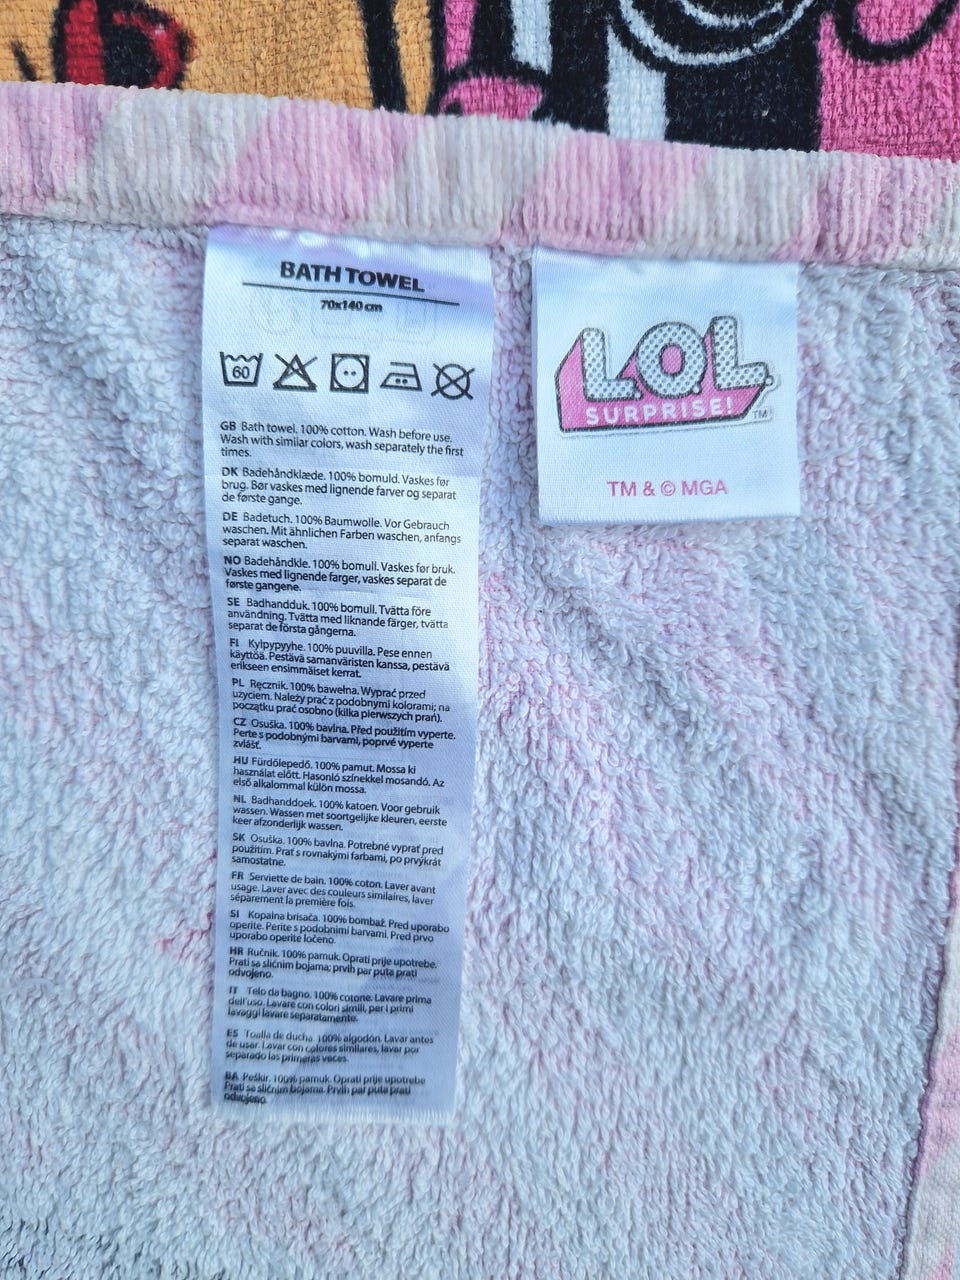 BATH TOWEL
70x140 cm
60
GB Bath towel. 100% cotton. Wash before use.
Wash with similar colors, wash separately the first
times.
DK Badehåndklæde. 100% bomuld. Vaskes før
brug. Bør vaskes med lignende farver og separat
de første gange.
DE Badetuch. 100% Baumwolle. Vor Gebrauch
waschen. Mit ähnlichen Farben waschen, anfangs
separat waschen.
NO Badehåndkle. 100% bomull. Vaskes før bruk.
Vaskes med lignende farger, vaskes separat de
første gangene.
SE Badhandduk. 100% bomull. Tvätta före
användning. Tvätta med liknande färger, tvätta
separat de första gångerna.
FI Kylpypyyhe. 100% puuvilla. Pese ennen
käyttöä. Pestävä samanväristen kanssa, pestävä
erikseen ensimmäiset kerrat.
PL Ręcznik. 100% bawełna. Wyprać przed
użyciem. Należy prać z podobnymi kolorami; na
początku prać osobno (kilka pierwszych prań).
CZ Osuška. 100% bavlna. Před použitím vyperte.
Perte s podobnými barvami, poprvé vyperte
zvlášť.
HU Fürdőlepedő. 100% pamut. Mossa ki
használat előtt. Hasonló színekkel mosandó. Az
első alkalommal külön mossa.
NL Badhanddoek. 100% katoen. Voor gebruik
wassen. Wassen met soortgelijke kleuren, eerste
keer afzonderlijk wassen.
SK Osuška. 100% bavlna. Potrebné vyprať pred
použitím. Prať s rovnakými farbami, po prvýkrát
samostatne.
FR Serviette de bain. 100% coton. Laver avant
usage. Laver avec des couleurs similaires, laver
séparement la première fois.
SI Kopalna brisača. 100% bombaž. Pred uporabo
operite. Perite s podobnimi barvami. Pred prvo
uporabo operite ločeno.
HR Ručnik. 100% pamuk. Oprati prije upotrebe.
Prati sa sličnim bojama; prvih par puta prati
odvojeno.
IT Telo da bagno. 100% cotone. Lavare prima
dell'uso. Lavare con colori simili, per i primi
lavaggi lavare separatamente.
ES Toalla de ducha. 100% algodón. Lavar antes
de usar. Lavar con colores similares, lavar por
separado las primeras veces.
BA Peškir. 100% pamuk. Oprati prije upotrebe
Prati sa sličnim bojama. Prvih par puta prati
odvojeno.
L.O.L.
SURPRISE!
TM
TM & © MGA